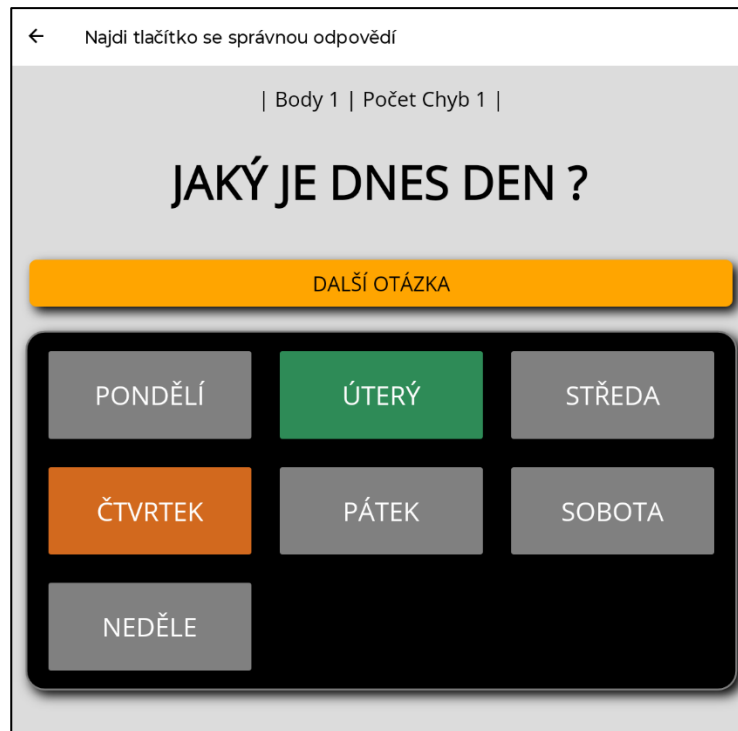 Najdi tlačítko se správnou odpovědí
| Body 1 | Počet Chyb 1 |
JAKÝ JE DNES DEN ?
DALŠÍ OTÁZKA
PONDĚLÍ ÚTERÝ STŘEDA
ČTVRTEK PÁTEK SOBOTA
NEDĚLE